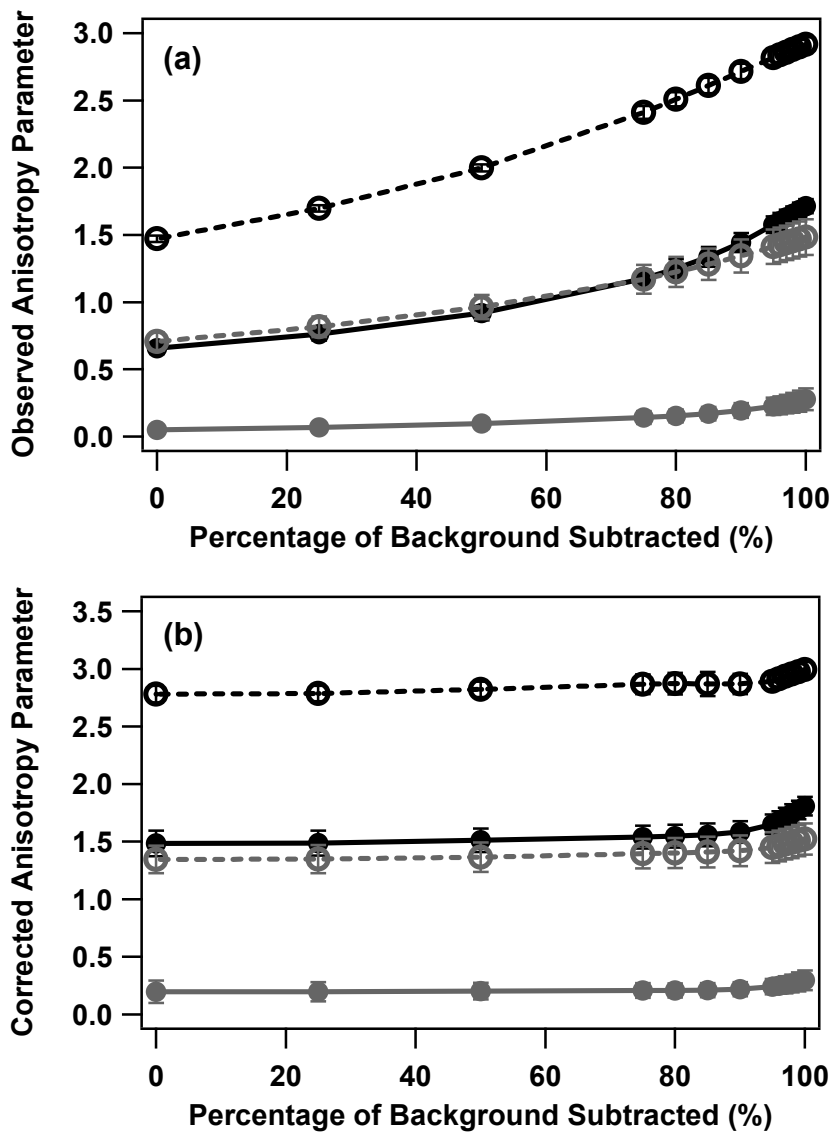 (a)
Observed Anisotropy Parameter
3.0
2.5
2.0
1.5
1.0
0.5
0.0
0 20 40 60 80 100
Percentage of Background Subtracted (%)
(b)
Corrected Anisotropy Parameter
3.5
3.0
2.5
2.0
1.5
1.0
0.5
0.0
0 20 40 60 80 100
Percentage of Background Subtracted (%)